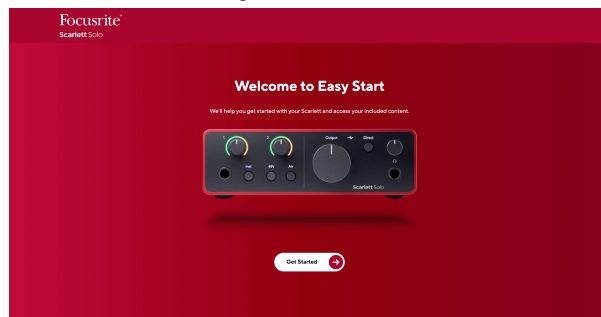 Focusrite®
Scarlett Solo
Welcome to Easy Start
We'll help you get started with your Scarlett and access your included content.
1 2 Output Direct
Inst 48V Air
Scarlett Solo
Get Started